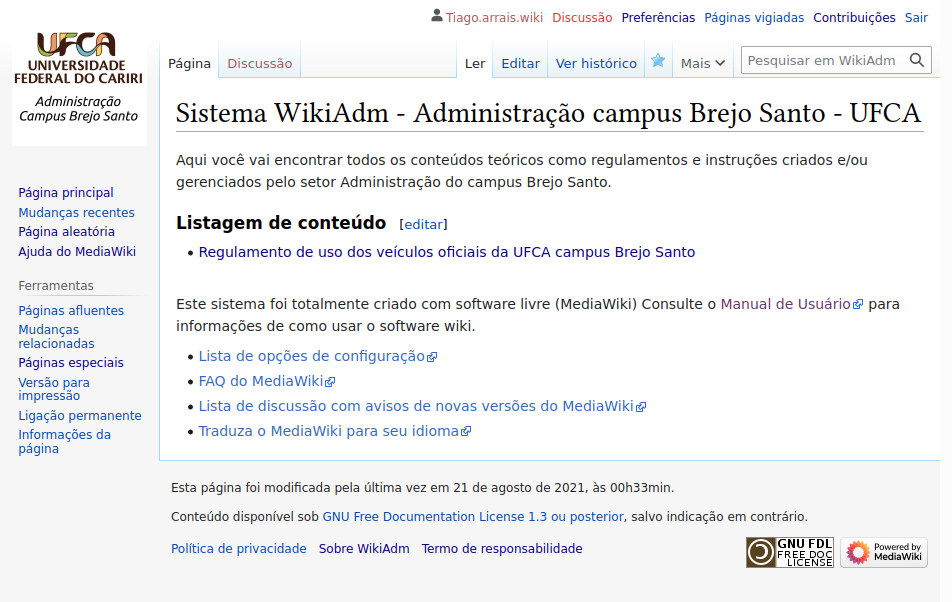 Tiago.arrais.wiki Discussão Preferências Páginas vigiadas Contribuições Sair
UFCA
UNIVERSIDADE
FEDERAL DO CARIRI
Administração
Campus Brejo Santo
Página Discussão Ler Editar Ver histórico Mais Pesquisar em WikiAdm
Página principal
Mudanças recentes
Página aleatória
Ajuda do MediaWiki
Ferramentas
Páginas afluentes
Mudanças
relacionadas
Páginas especiais
Versão para
impressão
Ligação permanente
Informações da
página
Sistema WikiAdm - Administração campus Brejo Santo - UFCA
Aqui você vai encontrar todos os conteúdos teóricos como regulamentos e instruções criados e/ou
gerenciados pelo setor Administração do campus Brejo Santo.
Listagem de conteúdo [editar]
• Regulamento de uso dos veículos oficiais da UFCA campus Brejo Santo
Este sistema foi totalmente criado com software livre (MediaWiki) Consulte o Manual de Usuário para
informações de como usar o software wiki.
• Lista de opções de configuração
• FAQ do MediaWiki
• Lista de discussão com avisos de novas versões do MediaWiki
• Traduza o MediaWiki para seu idioma
Esta página foi modificada pela última vez em 21 de agosto de 2021, às 00h33min.
Conteúdo disponível sob GNU Free Documentation License 1.3 ou posterior, salvo indicação em contrário.
Política de privacidade Sobre WikiAdm Termo de responsabilidade
GNU FDL
FREE DOC
LICENSE
Powered by
MediaWiki